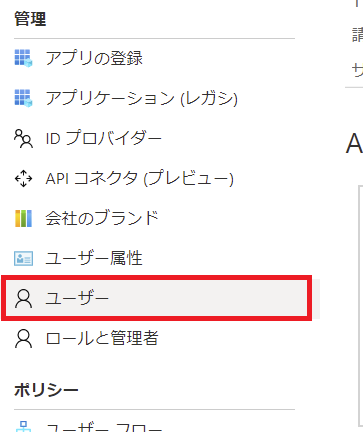 管理
アプリの登録
アプリケーション (レガシ)
ID プロバイダー
API コネクタ (プレビュー)
会社のブランド
ユーザー属性
ユーザー
ロールと管理者
ポリシー
ユーザー フロー
請
サ
A